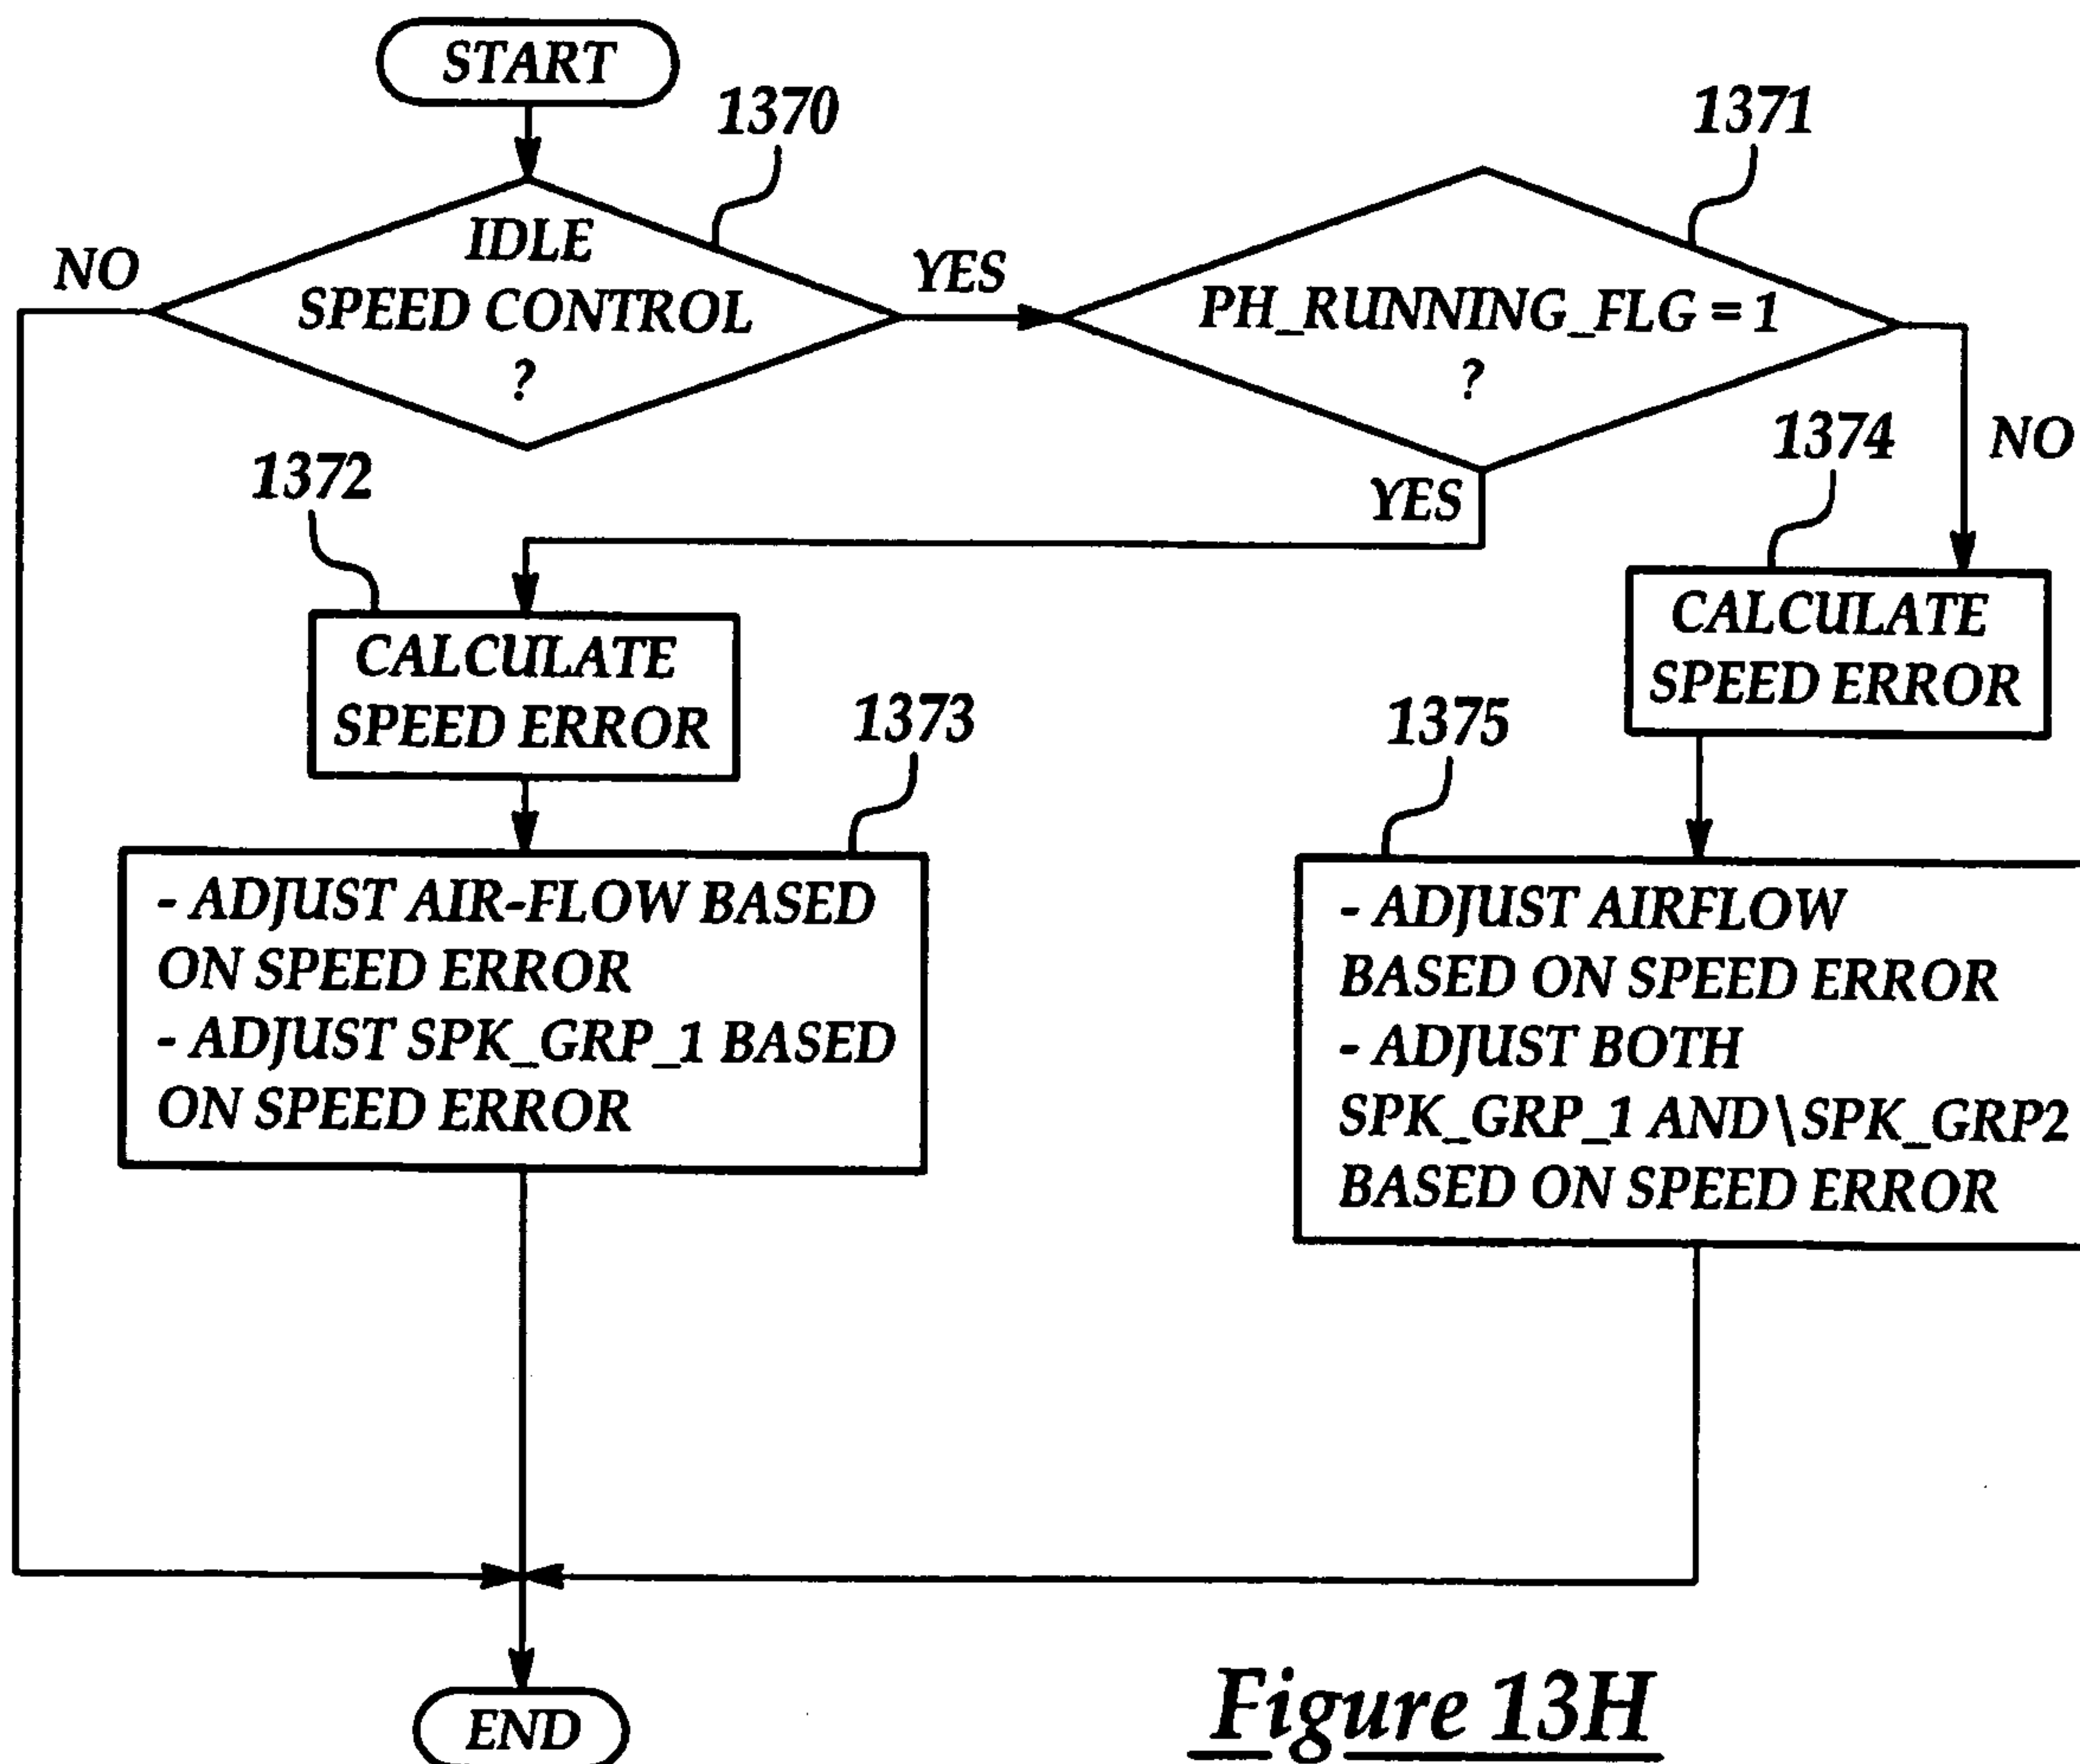 START
1370
1371
IDLE
SPEED CONTROL
?
NO
YES
PH_RUNNING_FLG = 1
?
NO
YES
1372
1374
CALCULATE
SPEED ERROR
CALCULATE
SPEED ERROR
1373
1375
- ADJUST AIR-FLOW BASED
ON SPEED ERROR
- ADJUST SPK_GRP_1 BASED
ON SPEED ERROR
- ADJUST AIRFLOW
BASED ON SPEED ERROR
- ADJUST BOTH
SPK_GRP_1 AND\SPK_GRP2
BASED ON SPEED ERROR
END
Figure 13H